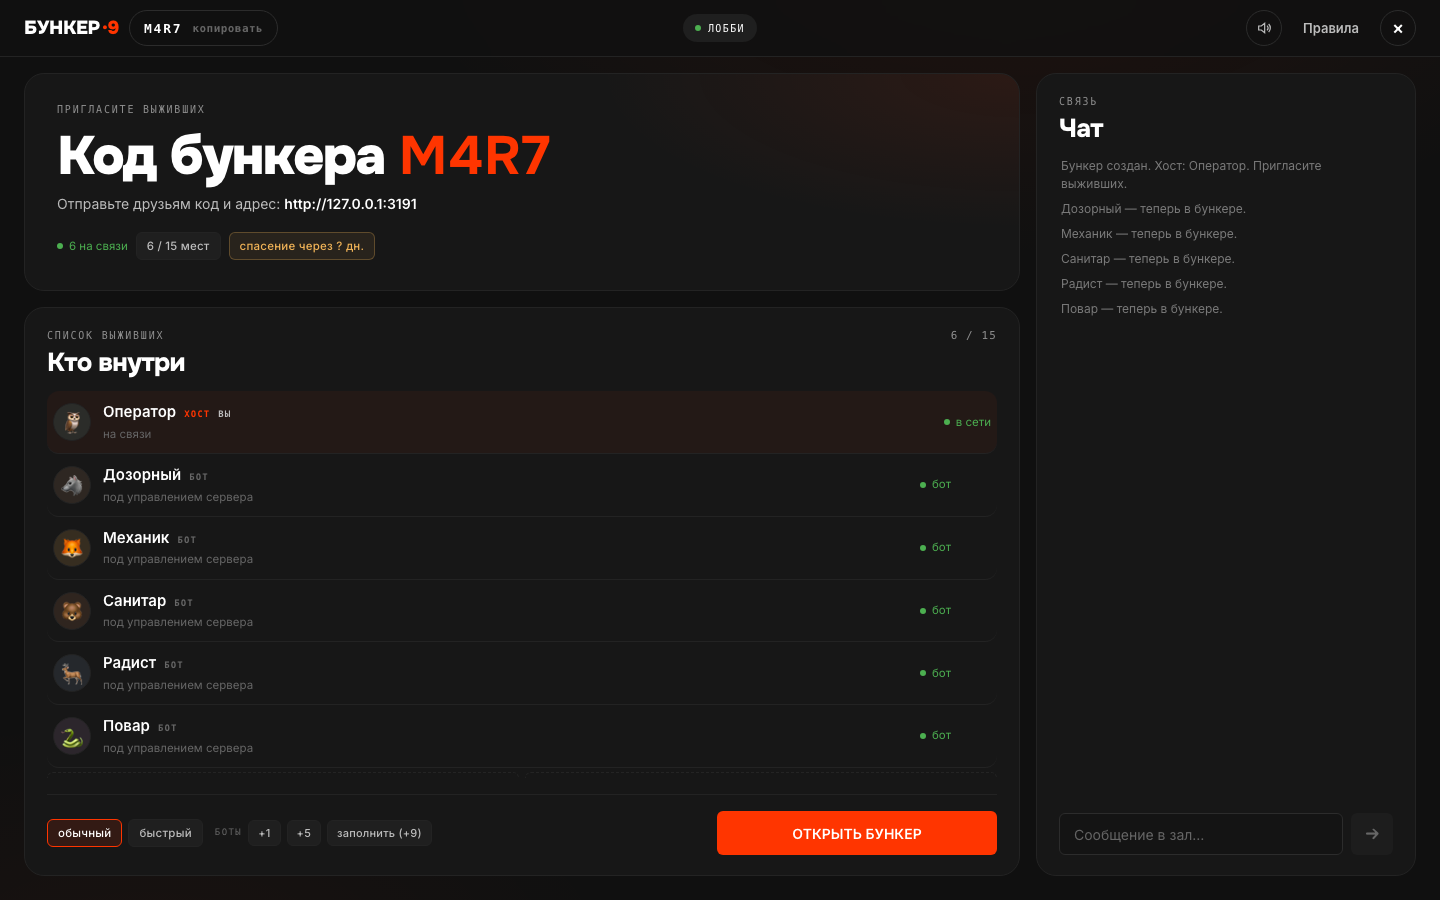 БУНКЕР·9
M4R7 копировать
ЛОББИ
Правила
×
ПРИГЛАСИТЕ ВЫЖИВШИХ
Код бункера M4R7
Отправьте друзьям код и адрес: http://127.0.0.1:3191
6 на связи
6 / 15 мест
спасение через ? дн.
СПИСОК ВЫЖИВШИХ
6 / 15
Кто внутри
Оператор ХОСТ ВЫ
на связи
в сети
Дозорный БОТ
под управлением сервера
бот
Механик БОТ
под управлением сервера
бот
Санитар БОТ
под управлением сервера
бот
Радист БОТ
под управлением сервера
бот
Повар БОТ
под управлением сервера
бот
обычный
быстрый
БОТЫ
+1
+5
заполнить (+9)
ОТКРЫТЬ БУНКЕР
СВЯЗЬ
Чат
Бункер создан. Хост: Оператор. Пригласите
выживших.
Дозорный — теперь в бункере.
Механик — теперь в бункере.
Санитар — теперь в бункере.
Радист — теперь в бункере.
Повар — теперь в бункере.
Сообщение в зал...
→